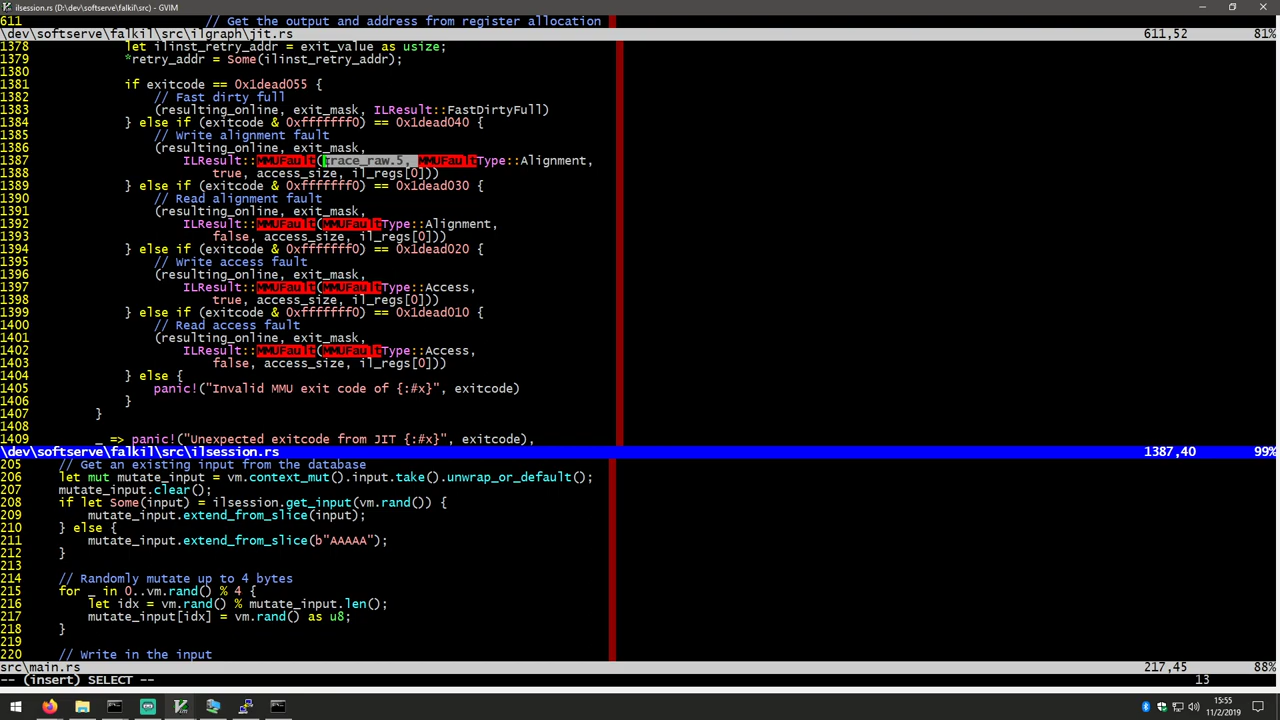 ilsession.rs (D:\dev\softserve\falkil\src) - GVIM
611                         // Get the output and address from register allocation
\dev\softserve\falkil\src\ilgraph\jit.rs 611,52 81%
1378             let ilinst_retry_addr = exit_value as usize;
1379             *retry_addr = Some(ilinst_retry_addr);
1380
1381             if exitcode == 0x1dead055 {
1382                 // Fast dirty full
1383                 (resulting_online, exit_mask, ILResult::FastDirtyFull)
1384             } else if (exitcode & 0xfffffff0) == 0x1dead040 {
1385                 // Write alignment fault
1386                 (resulting_online, exit_mask,
1387                     ILResult::MMUFault(trace_raw.5, MMUFaultType::Alignment,
1388                         true, access_size, il_regs[0]))
1389             } else if (exitcode & 0xfffffff0) == 0x1dead030 {
1390                 // Read alignment fault
1391                 (resulting_online, exit_mask,
1392                     ILResult::MMUFault(MMUFaultType::Alignment,
1393                         false, access_size, il_regs[0]))
1394             } else if (exitcode & 0xfffffff0) == 0x1dead020 {
1395                 // Write access fault
1396                 (resulting_online, exit_mask,
1397                     ILResult::MMUFault(MMUFaultType::Access,
1398                         true, access_size, il_regs[0]))
1399             } else if (exitcode & 0xfffffff0) == 0x1dead010 {
1400                 // Read access fault
1401                 (resulting_online, exit_mask,
1402                     ILResult::MMUFault(MMUFaultType::Access,
1403                         false, access_size, il_regs[0]))
1404             } else {
1405                 panic!("Invalid MMU exit code of {:#x}", exitcode)
1406             }
1407         }
1408
1409         _ => panic!("Unexpected exitcode from JIT {:#x}", exitcode),
\dev\softserve\falkil\src\ilsession.rs 1387,40 99%
205     // Get an existing input from the database
206     let mut mutate_input = vm.context_mut().input.take().unwrap_or_default();
207     mutate_input.clear();
208     if let Some(input) = ilsession.get_input(vm.rand()) {
209         mutate_input.extend_from_slice(input);
210     } else {
211         mutate_input.extend_from_slice(b"AAAAA");
212     }
213
214     // Randomly mutate up to 4 bytes
215     for _ in 0..vm.rand() % 4 {
216         let idx = vm.rand() % mutate_input.len();
217         mutate_input[idx] = vm.rand() as u8;
218     }
219
220     // Write in the input
src\main.rs 217,45 88%
-- (insert) SELECT -- 13
15:55
11/2/2019